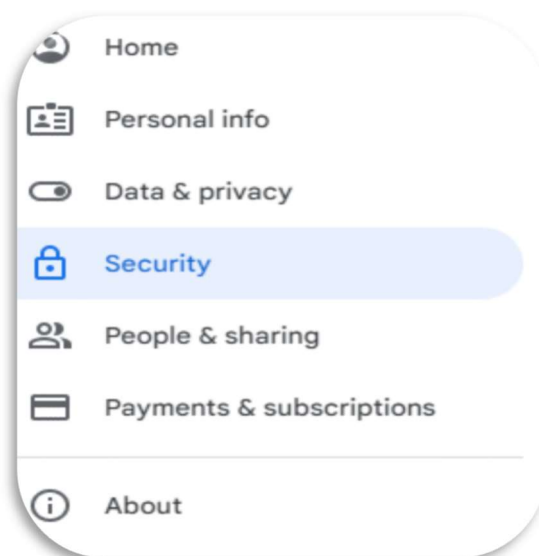 Home
Personal info
Data & privacy
Security
People & sharing
Payments & subscriptions
About